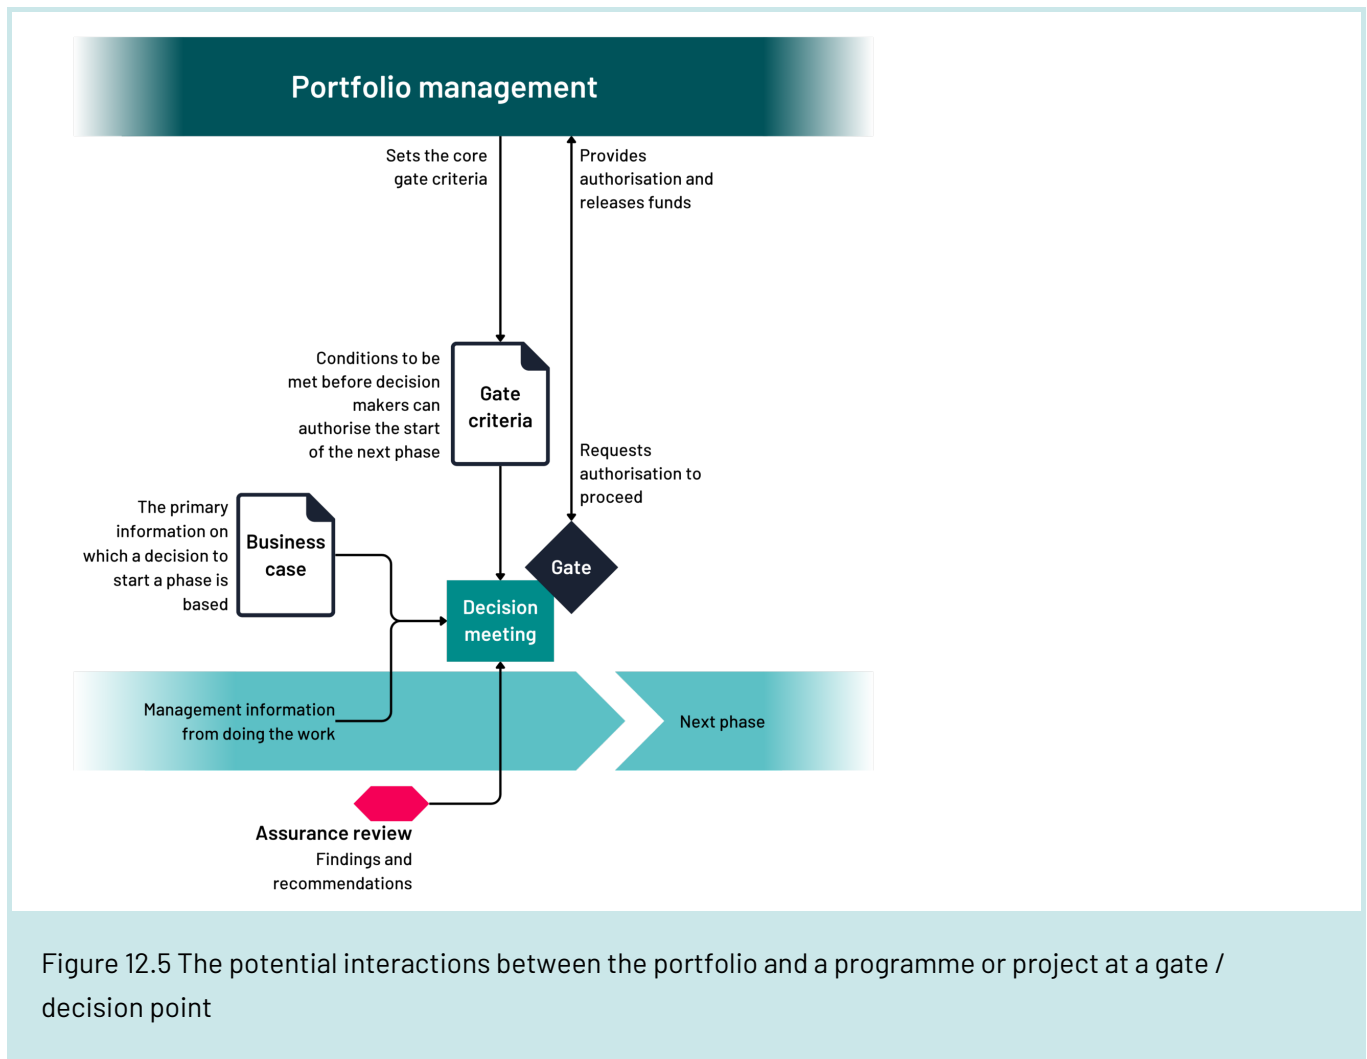 Portfolio management
Sets the core
gate criteria
Provides
authorisation and
releases funds
Conditions to be
met before decision
makers can
authorise the start
of the next phase
Gate
criteria
Requests
authorisation to
proceed
The primary
information on
which a decision to
start a phase is
based
Business
case
Gate
Decision
meeting
Management information
from doing the work
Next phase
Assurance review
Findings and
recommendations
Figure 12.5 The potential interactions between the portfolio and a programme or project at a gate /
decision point